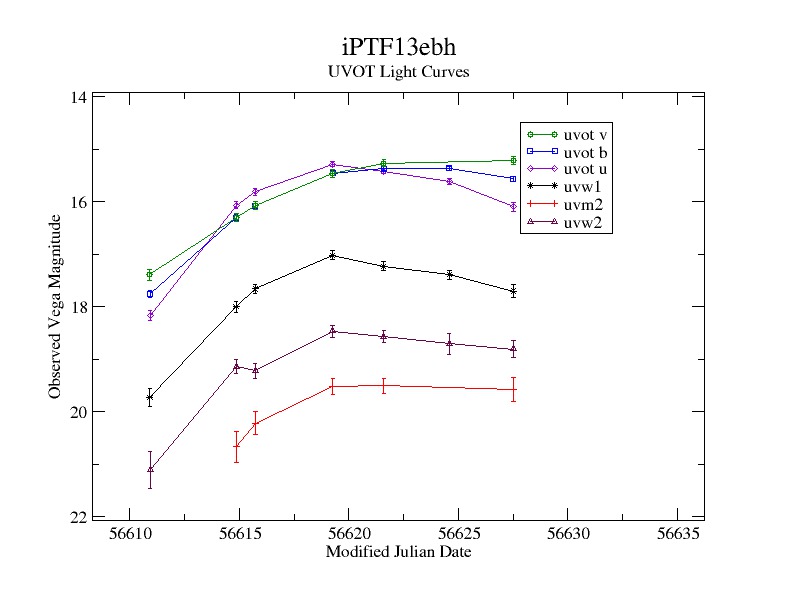 iPTF13ebh
UVOT Light Curves
14
16
18
20
22
Observed Vega Magnitude
uvot v
uvot b
uvot u
uvw1
uvm2
uvw2
56610 56615 56620 56625 56630 56635
Modified Julian Date